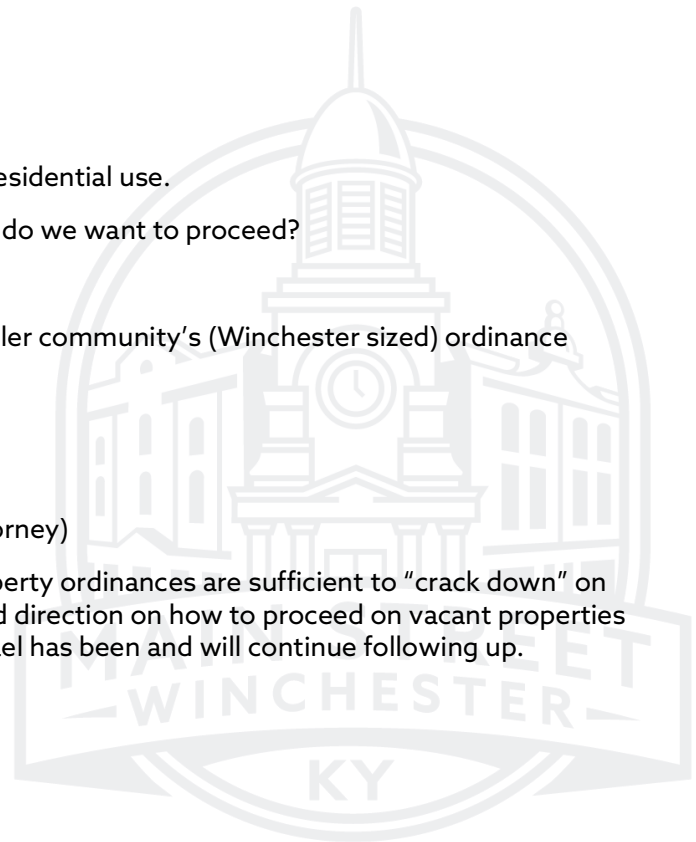 esidential use.
do we want to proceed?
ler community's (Winchester sized) ordinance
orney)
perty ordinances are sufficient to “crack down” on
d direction on how to proceed on vacant properties
el has been and will continue following up.
MAIN STREET
WINCHESTER
KY